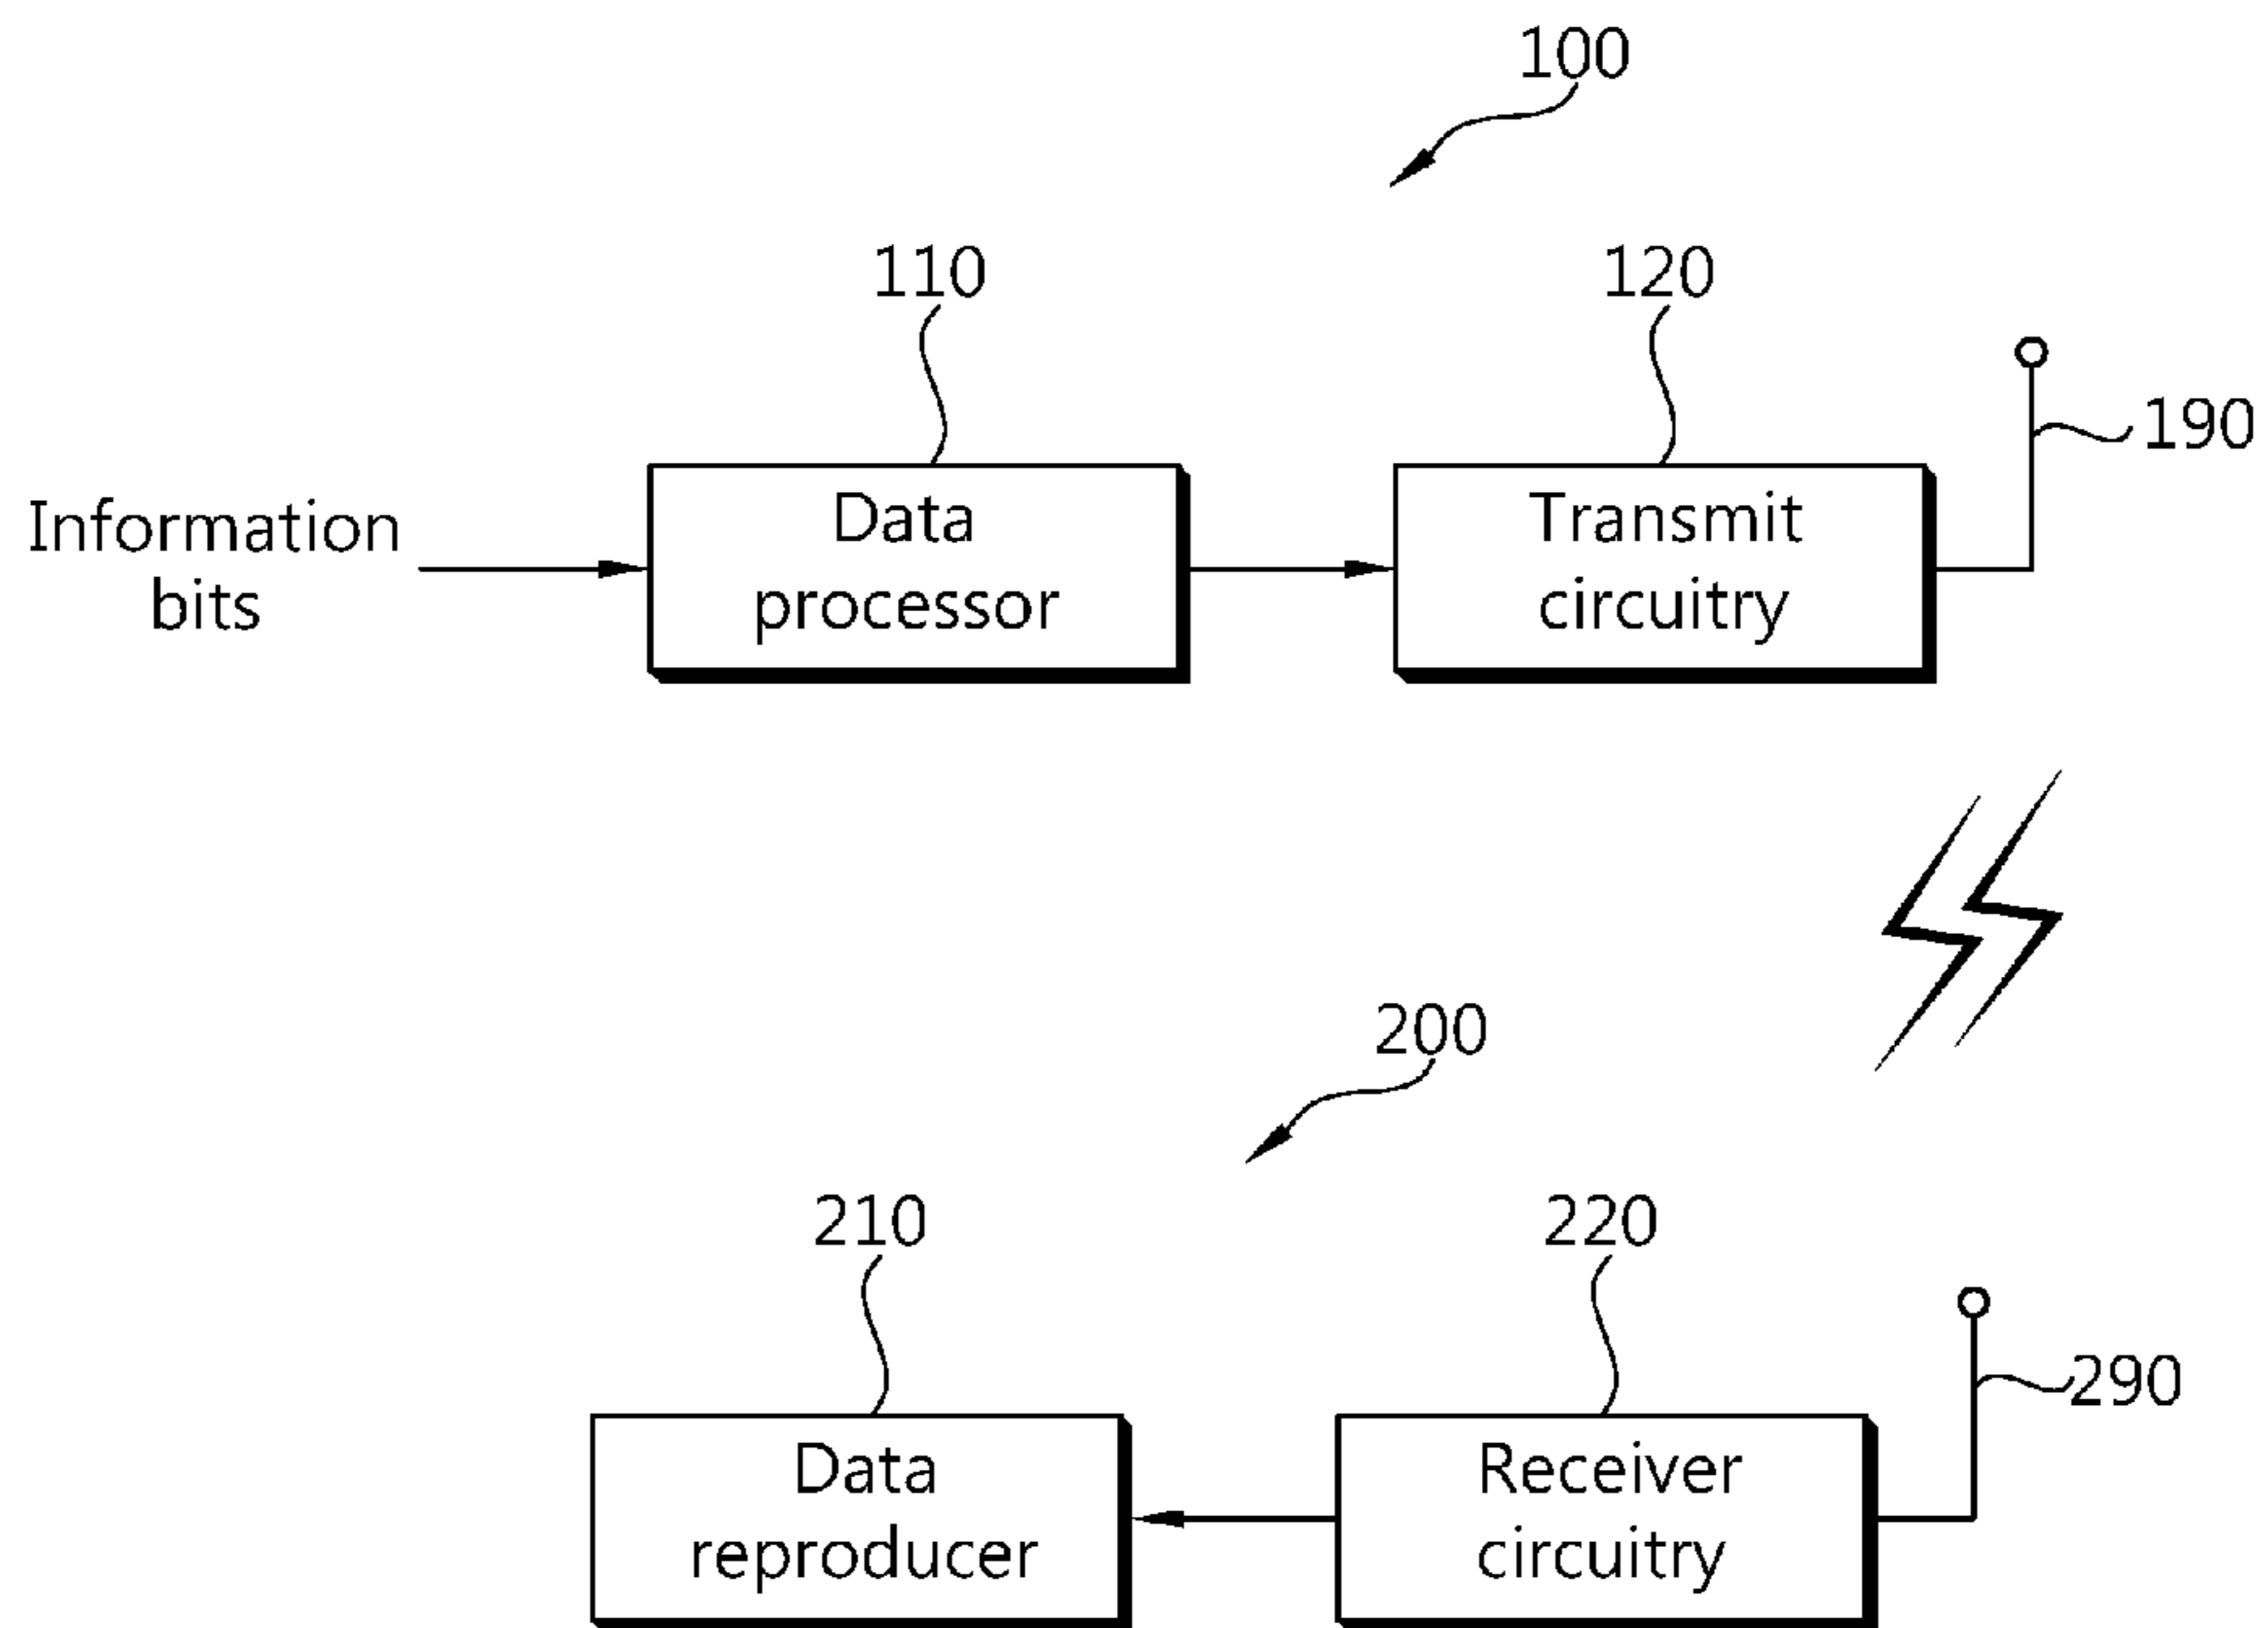 100
110
120
190
Information
bits
Data
processor
Transmit
circuitry
200
210
220
290
Data
reproducer
Receiver
circuitry